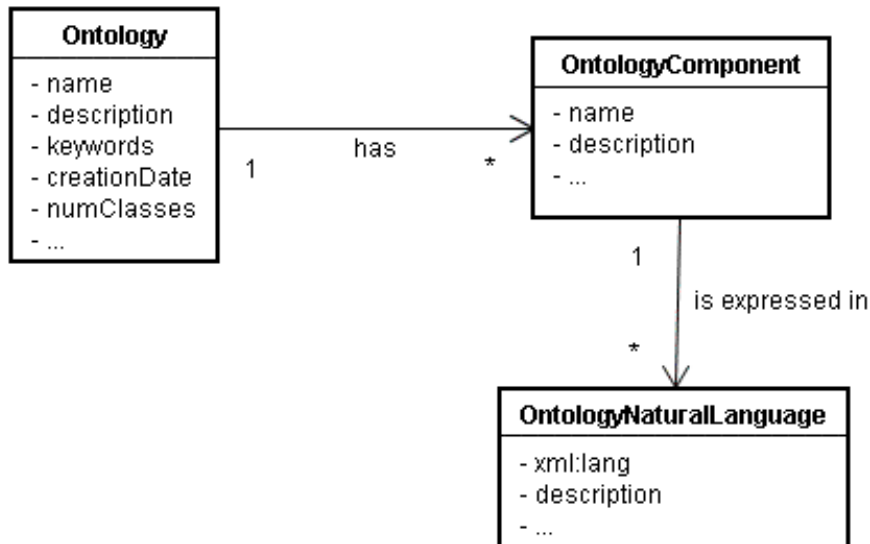 Ontology
- name
- description
- keywords
- creationDate
- numClasses
- ...
1
has
*
OntologyComponent
- name
- description
- ...
1
is expressed in
*
OntologyNaturalLanguage
- xml:lang
- description
- ...